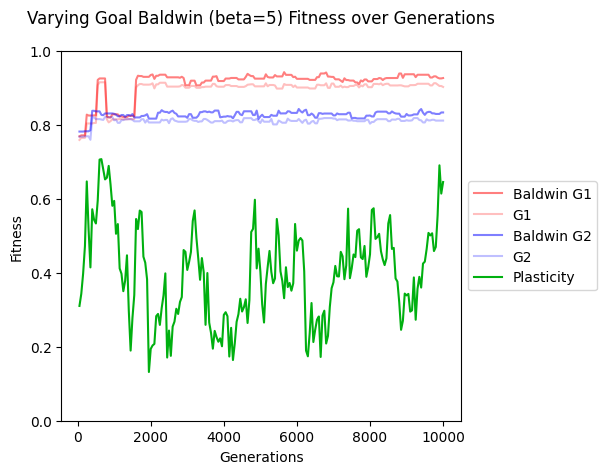 Varying Goal Baldwin (beta=5) Fitness over Generations
1.0
0.8
0.6
0.4
0.2
0.0
Fitness
0
2000
4000
6000
8000
10000
Generations
Baldwin G1
G1
Baldwin G2
G2
Plasticity